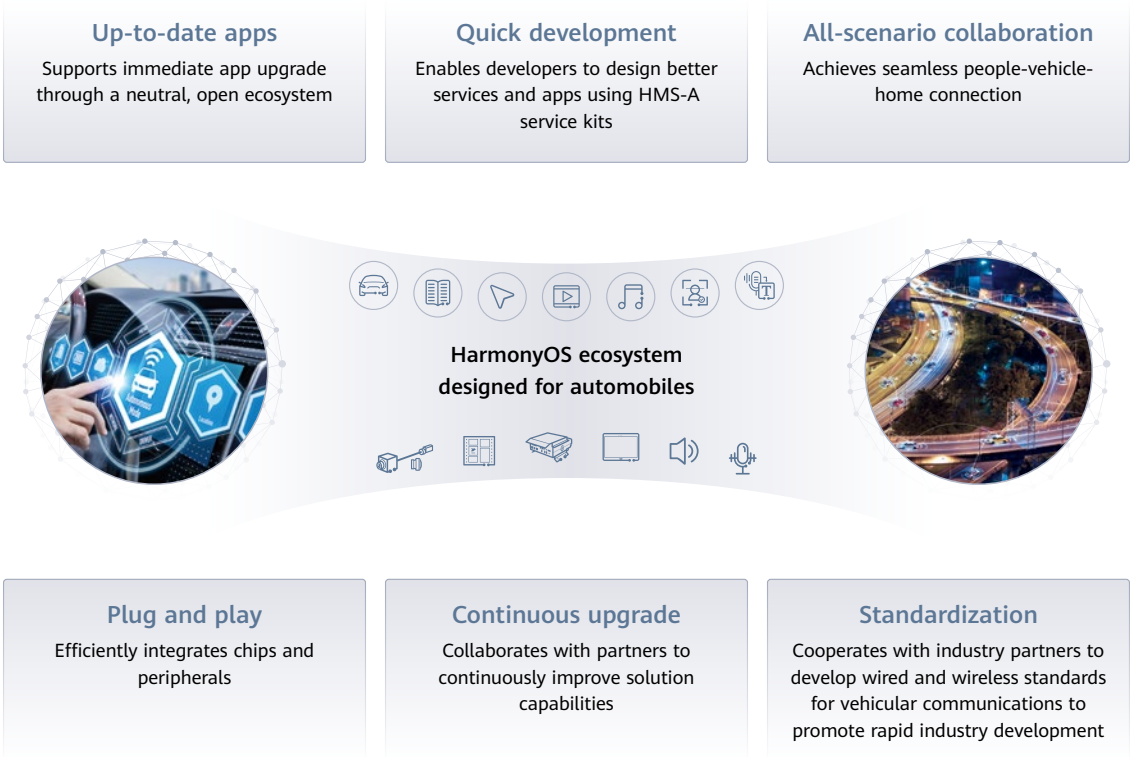 Up-to-date apps
Supports immediate app upgrade
through a neutral, open ecosystem
Quick development
Enables developers to design better
services and apps using HMS-A
service kits
All-scenario collaboration
Achieves seamless people-vehicle-
home connection
T
HarmonyOS ecosystem
designed for automobiles
Autonomous
Mode
Plug and play
Efficiently integrates chips and
peripherals
Continuous upgrade
Collaborates with partners to
continuously improve solution
capabilities
Standardization
Cooperates with industry partners to
develop wired and wireless standards
for vehicular communications to
promote rapid industry development